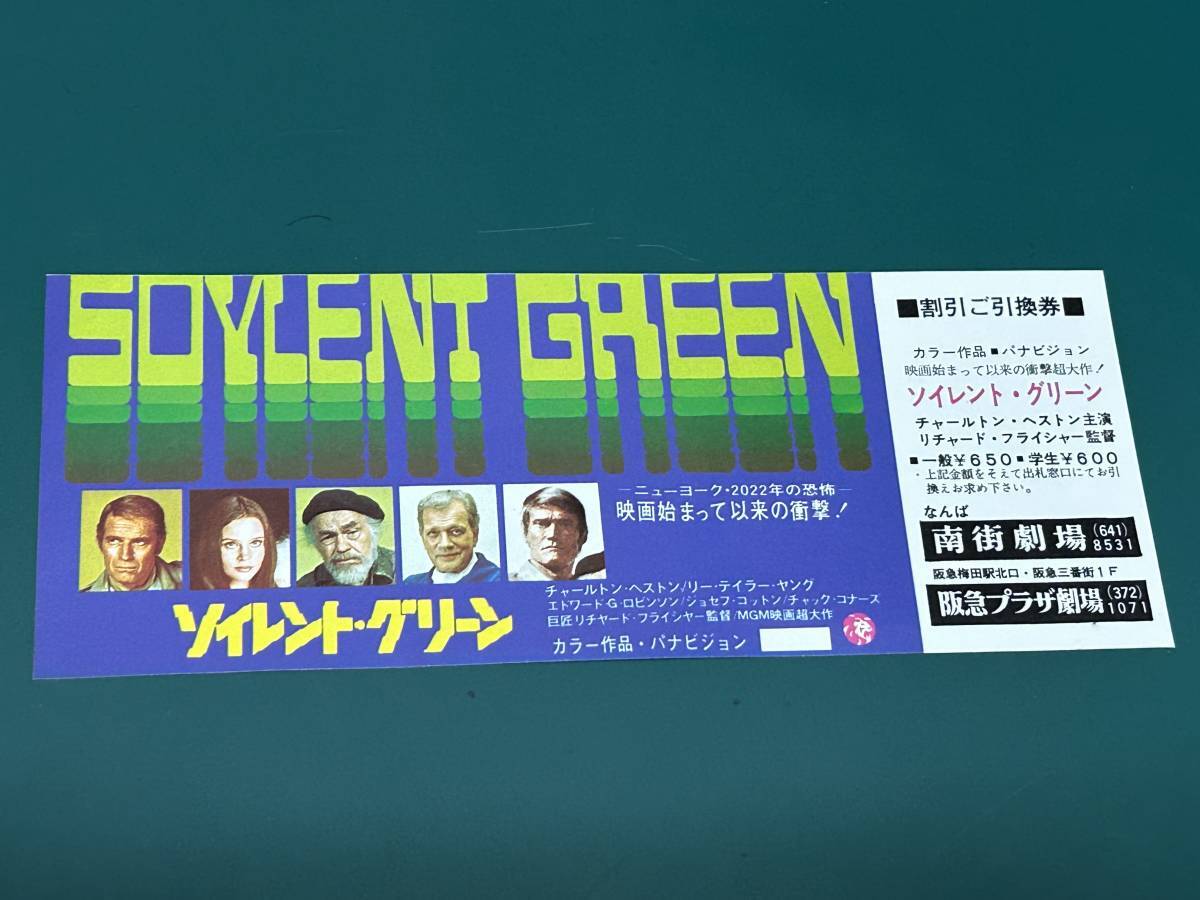 SOYLENT GREEN
―ニューヨーク・2022年の恐怖―
映画始まって以来の衝撃!
チャールトン・ヘストン/リー・テイラー・ヤング
エドワード・G・ロビンソン/ジョセフ・コットン/チャック・コナーズ
巨匠リチャード・フライシャー監督/MGM映画超大作
カラー作品・パナビジョン
ソイレント・グリーン
■割引ご引換券■
カラー作品■パナビジョン
映画始まって以来の衝撃超大作!
ソイレント・グリーン
チャールトン・ヘストン主演
リチャード・フライシャー監督
■一般¥650■学生¥600
・上記金額をそえて出札窓口にてお引
換えお求め下さい。
なんば
南街劇場 (641) 8531
阪急梅田駅北口・阪急三番街1F
阪急プラザ劇場 (372) 1071